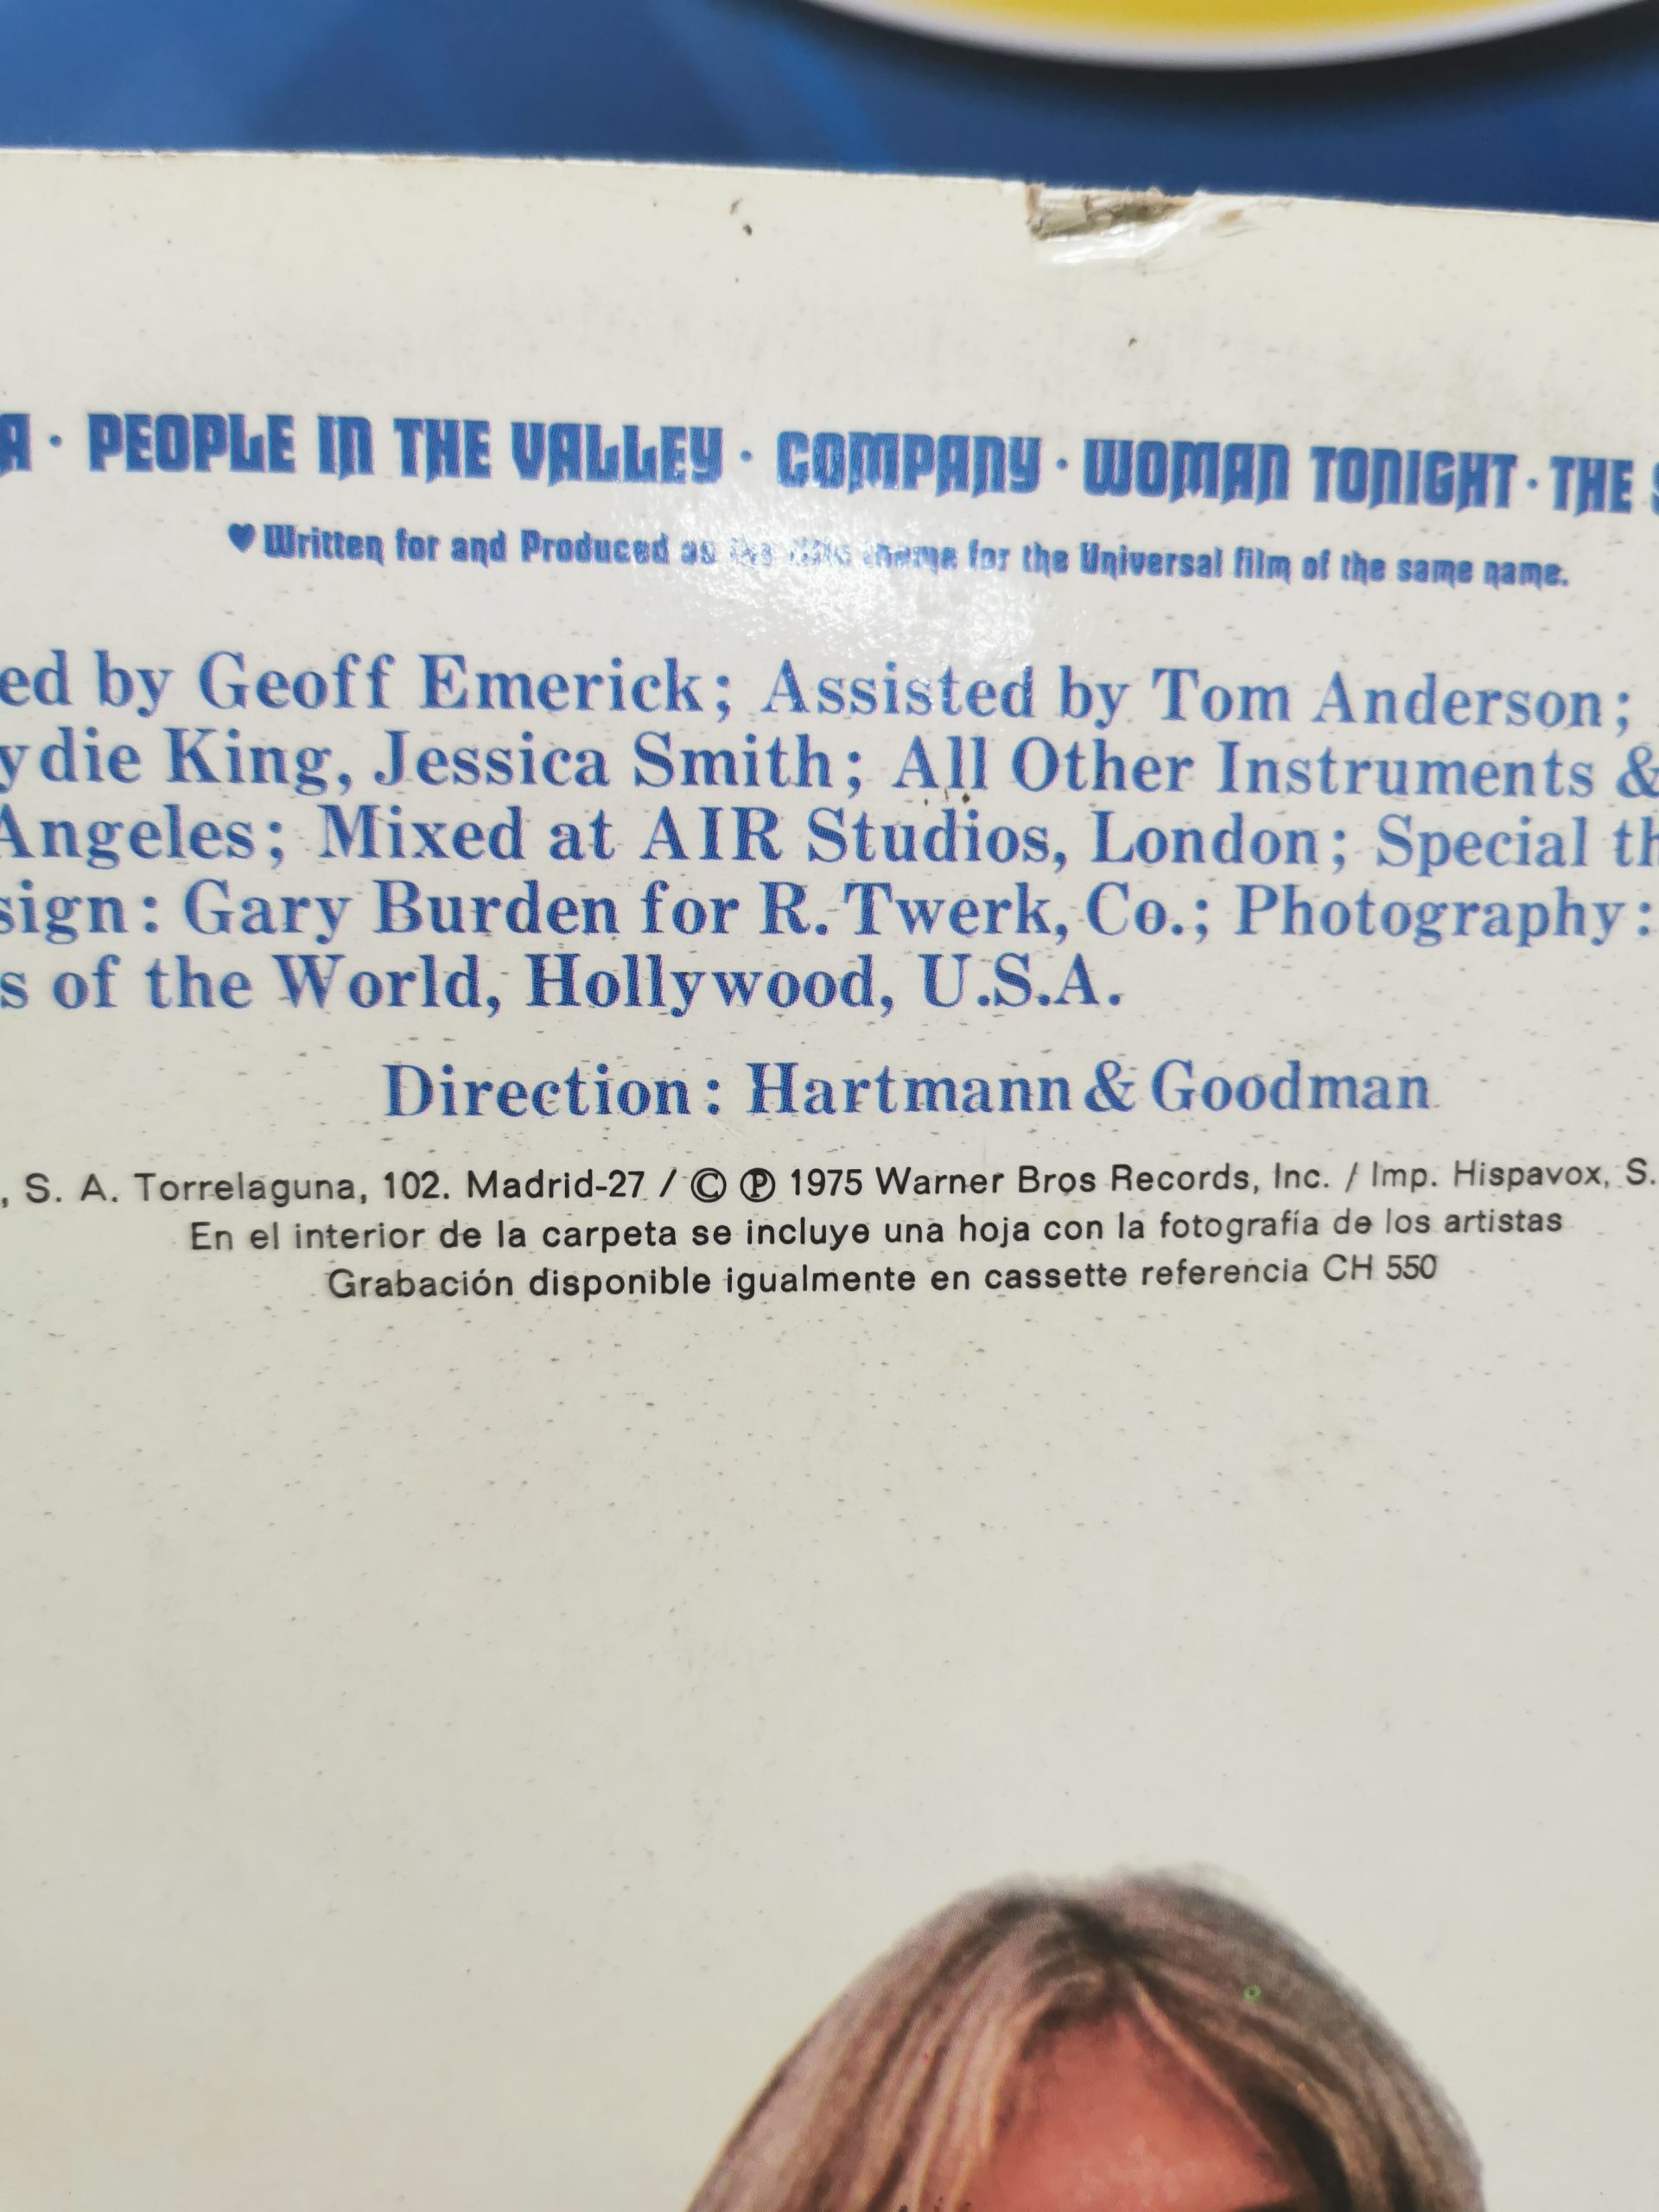 A · PEOPLE IN THE VALLEY · COMPANY · WOMAN TONIGHT · THE S
♥ Written for and Produced as the title theme for the Universal film of the same name.
ed by Geoff Emerick; Assisted by Tom Anderson;
ydie King, Jessica Smith; All Other Instruments &
Angeles; Mixed at AIR Studios, London; Special th
sign: Gary Burden for R. Twerk, Co.; Photography:
s of the World, Hollywood, U.S.A.
Direction: Hartmann & Goodman
, S. A. Torrelaguna, 102. Madrid-27 / © ℗ 1975 Warner Bros Records, Inc. / Imp. Hispavox, S.
En el interior de la carpeta se incluye una hoja con la fotografía de los artistas
Grabación disponible igualmente en cassette referencia CH 550